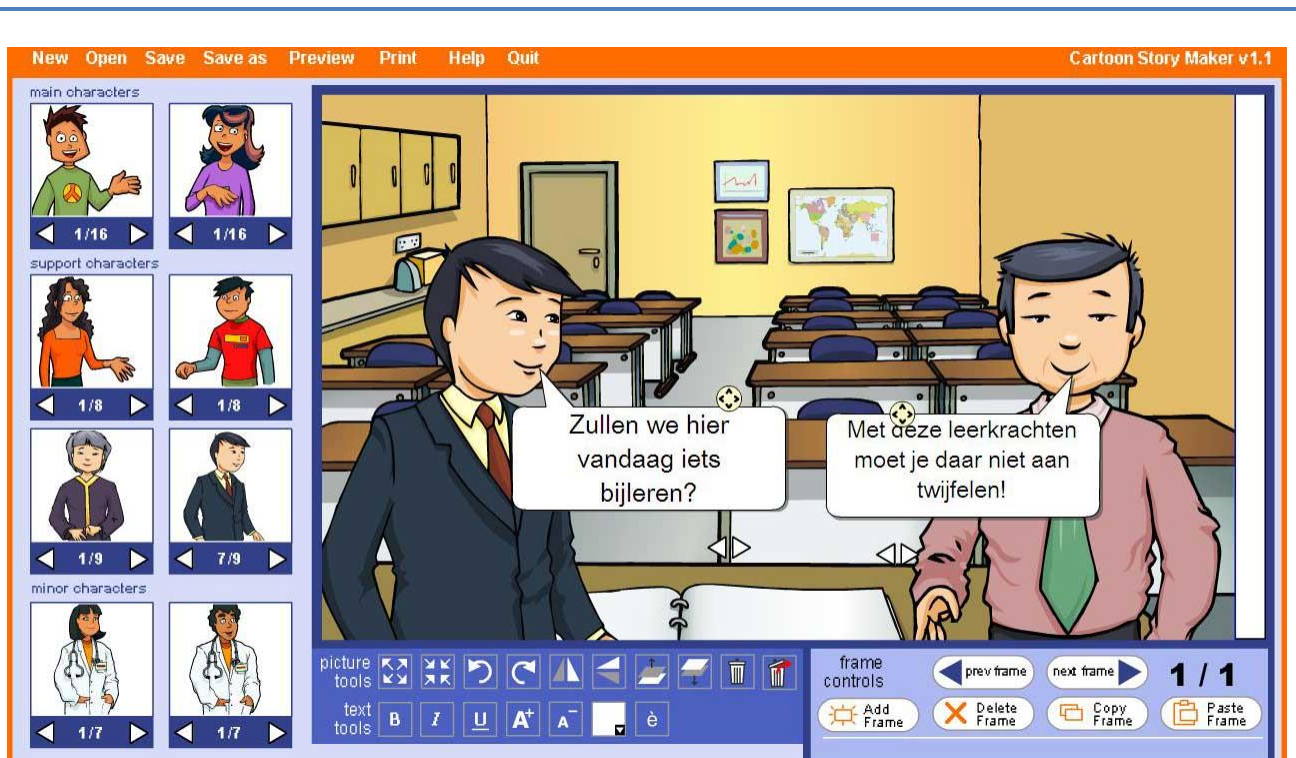 New Open Save Save as Preview Print Help Quit Cartoon Story Maker v1.1
main characters
1/16 1/16
support characters
1/8 1/8
1/9 7/9
minor characters
1/7 1/7
Zullen we hier
vandaag iets
bijleren?
Met deze leerkrachten
moet je daar niet aan
twijfelen!
picture
tools
text
tools
B I U A+ A- è
frame
controls
prev frame next frame 1 / 1
Add
Frame
Delete
Frame
Copy
Frame
Paste
Frame